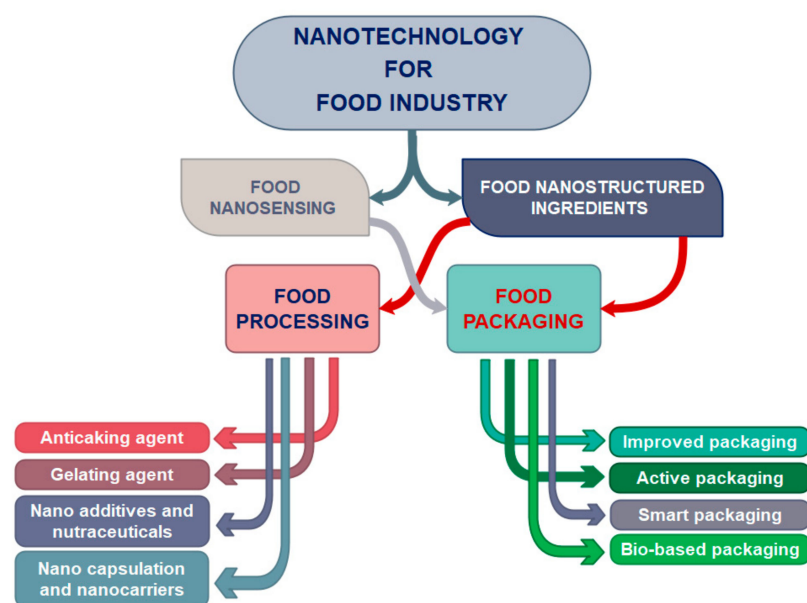 NANOTECHNOLOGY
FOR
FOOD INDUSTRY
FOOD
NANOSENSING
FOOD NANOSTRUCTURED
INGREDIENTS
FOOD
PROCESSING
FOOD
PACKAGING
Anticaking agent
Gelating agent
Nano additives and
nutraceuticals
Nano capsulation
and nanocarriers
Improved packaging
Active packaging
Smart packaging
Bio-based packaging